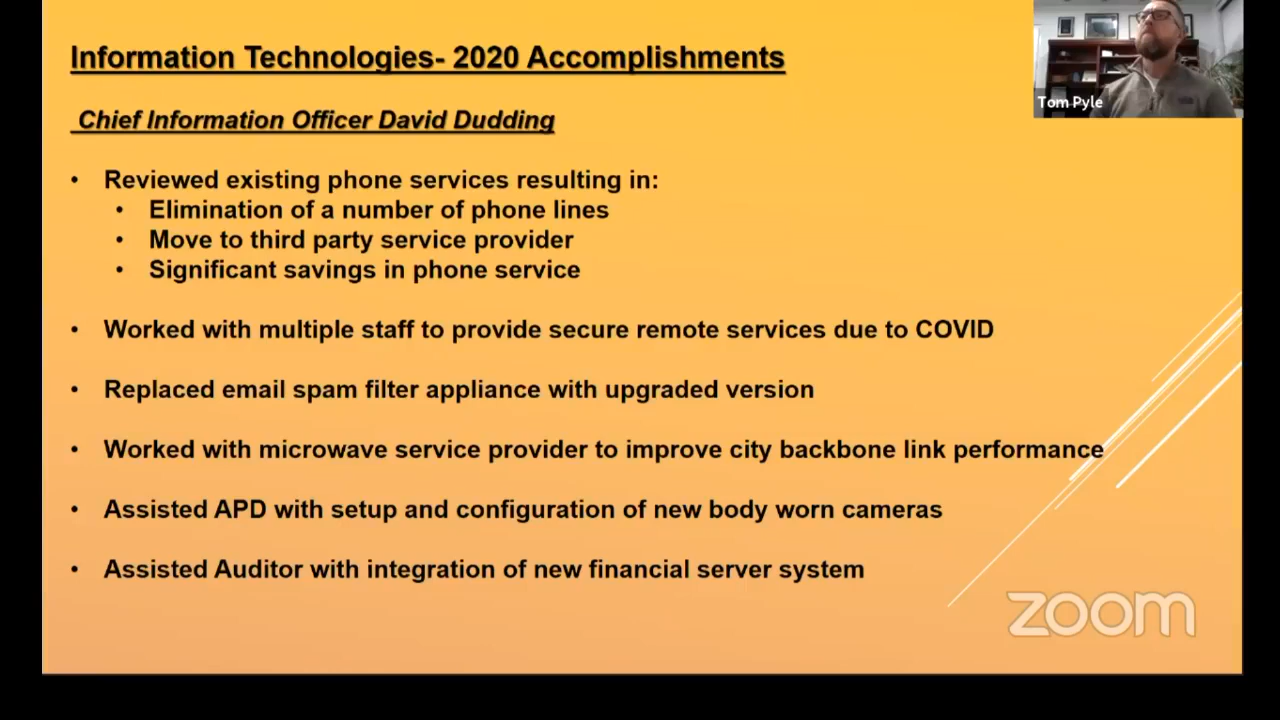 Information Technologies- 2020 Accomplishments
Tom Pyle
Chief Information Officer David Dudding
• Reviewed existing phone services resulting in:
• Elimination of a number of phone lines
• Move to third party service provider
• Significant savings in phone service
• Worked with multiple staff to provide secure remote services due to COVID
• Replaced email spam filter appliance with upgraded version
• Worked with microwave service provider to improve city backbone link performance
• Assisted APD with setup and configuration of new body worn cameras
• Assisted Auditor with integration of new financial server system
zoom